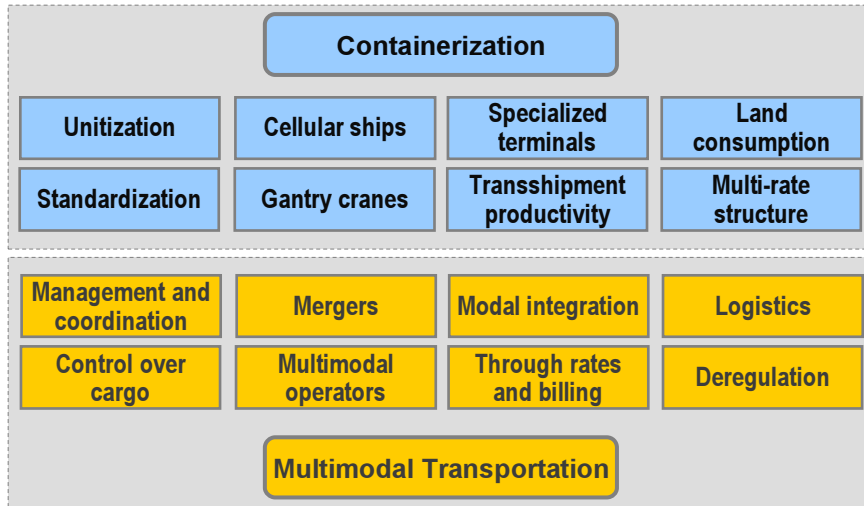 Containerization
Unitization
Cellular ships
Specialized
terminals
Land
consumption
Standardization
Gantry cranes
Transshipment
productivity
Multi-rate
structure
Management and
coordination
Mergers
Modal integration
Logistics
Control over
cargo
Multimodal
operators
Through rates
and billing
Deregulation
Multimodal Transportation